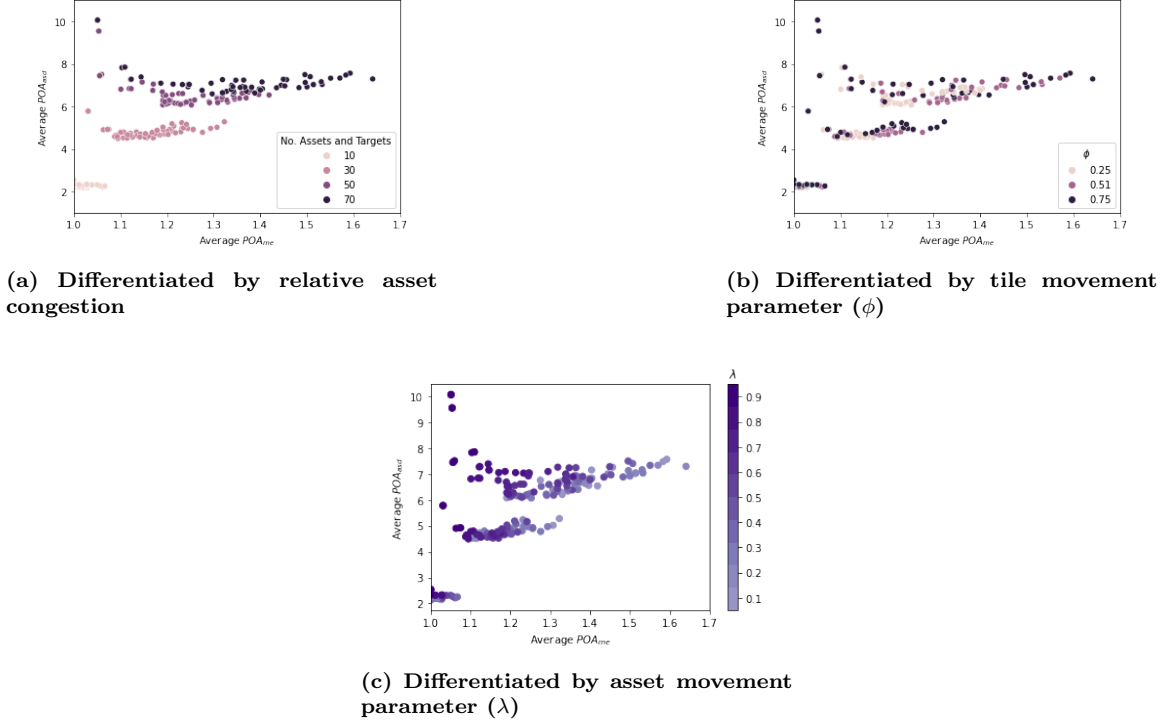 10
8
6
4
2
Average POA_asd
No. Assets and Targets
10
30
50
70
1.0 1.1 1.2 1.3 1.4 1.5 1.6 1.7
Average POA_me
(a) Differentiated by relative asset
congestion
10
8
6
4
2
Average POA_asd
ϕ
0.25
0.51
0.75
1.0 1.1 1.2 1.3 1.4 1.5 1.6 1.7
Average POA_me
(b) Differentiated by tile movement
parameter (ϕ)
10
9
8
7
6
5
4
3
2
Average POA_asd
1.0 1.1 1.2 1.3 1.4 1.5 1.6 1.7
Average POA_me
λ
0.9
0.8
0.7
0.6
0.5
0.4
0.3
0.2
0.1
(c) Differentiated by asset movement
parameter (λ)